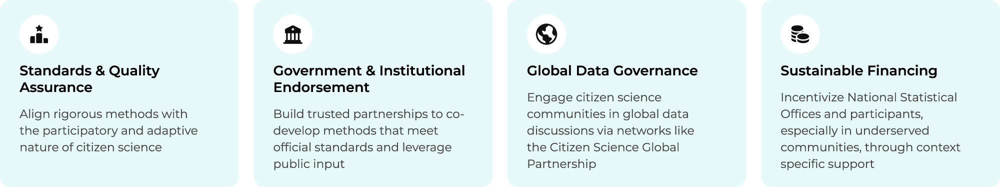 Standards & Quality
Assurance
Align rigorous methods with
the participatory and adaptive
nature of citizen science
Government & Institutional
Endorsement
Build trusted partnerships to co-
develop methods that meet
official standards and leverage
public input
Global Data Governance
Engage citizen science
communities in global data
discussions via networks like
the Citizen Science Global
Partnership
Sustainable Financing
Incentivize National Statistical
Offices and participants,
especially in underserved
communities, through context
specific support